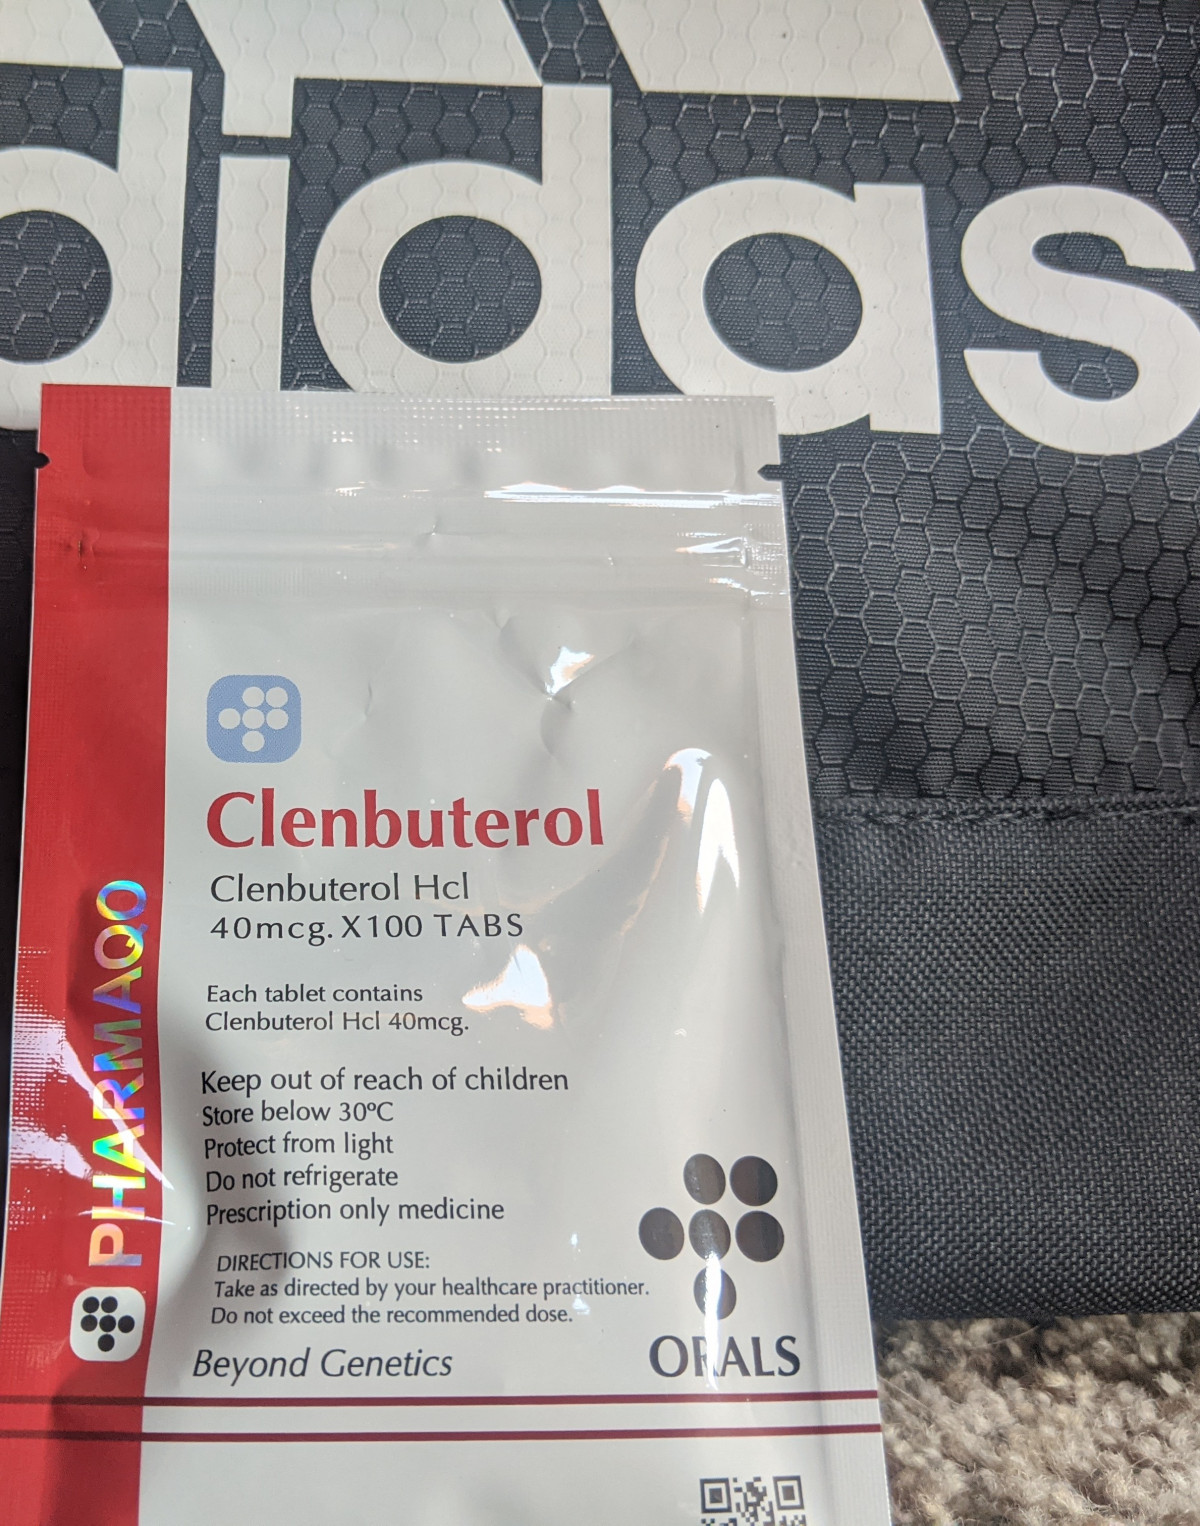 adidas
PHARMAQO
Clenbuterol
Clenbuterol Hcl
40mcg. X100 TABS
Each tablet contains
Clenbuterol Hcl 40mcg.
Keep out of reach of children
Store below 30ºC
Protect from light
Do not refrigerate
Prescription only medicine
DIRECTIONS FOR USE:
Take as directed by your healthcare practitioner.
Do not exceed the recommended dose.
Beyond Genetics
ORALS